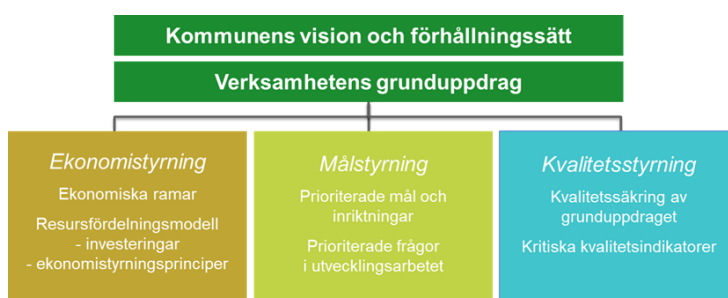 Kommunens vision och förhållningssätt
Verksamhetens grunduppdrag
Ekonomistyrning
Ekonomiska ramar
Resursfördelningsmodell
- investeringar
- ekonomistyrningsprinciper
Målstyrning
Prioriterade mål och
inriktningar
Prioriterade frågor
i utvecklingsarbetet
Kvalitetsstyrning
Kvalitetssäkring av
grunduppdraget
Kritiska kvalitetsindikatorer